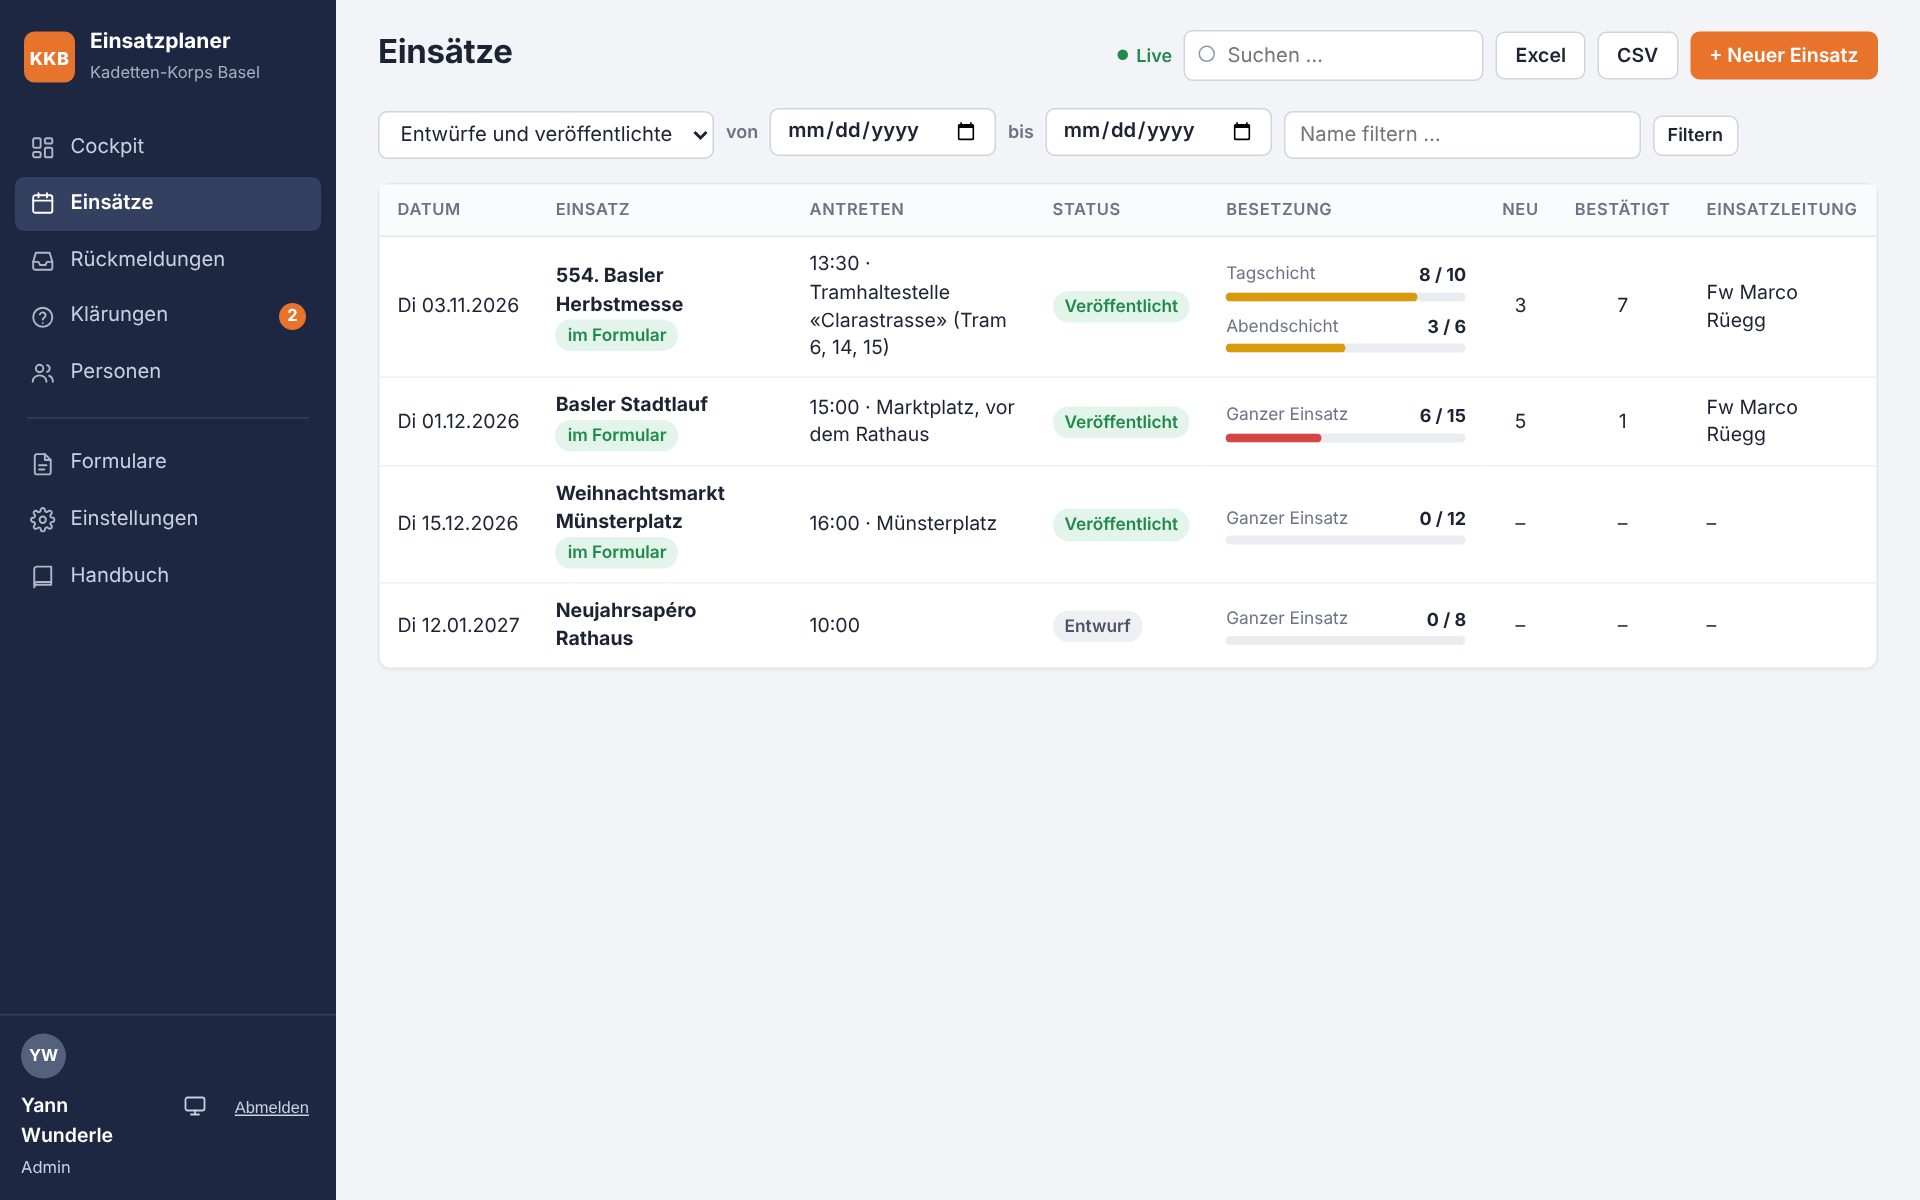 KKB
Einsatzplaner
Kadetten-Korps Basel
Cockpit
Einsätze
Rückmeldungen
Klärungen 2
Personen
Formulare
Einstellungen
Handbuch
YW
Yann
Wunderle
Admin
Abmelden
Einsätze
Live
Suchen ...
Excel
CSV
+ Neuer Einsatz
Entwürfe und veröffentlichte
von
mm/dd/yyyy
bis
mm/dd/yyyy
Name filtern ...
Filtern
DATUM EINSATZ ANTRETEN STATUS BESETZUNG NEU BESTÄTIGT EINSATZLEITUNG
Di 03.11.2026
554. Basler
Herbstmesse
im Formular
13:30 ·
Tramhaltestelle
«Clarastrasse» (Tram
6, 14, 15)
Veröffentlicht
Tagschicht 8 / 10
Abendschicht 3 / 6
3
7
Fw Marco
Rüegg
Di 01.12.2026
Basler Stadtlauf
im Formular
15:00 · Marktplatz, vor
dem Rathaus
Veröffentlicht
Ganzer Einsatz 6 / 15
5
1
Fw Marco
Rüegg
Di 15.12.2026
Weihnachtsmarkt
Münsterplatz
im Formular
16:00 · Münsterplatz
Veröffentlicht
Ganzer Einsatz 0 / 12
–
–
–
Di 12.01.2027
Neujahrsapéro
Rathaus
10:00
Entwurf
Ganzer Einsatz 0 / 8
–
–
–